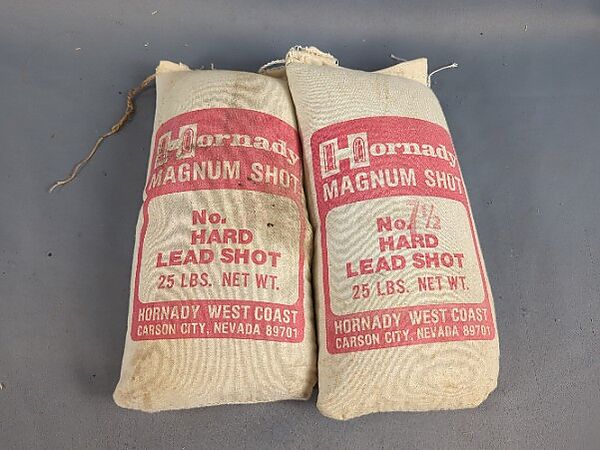 Hornady
MAGNUM SHOT
No.
HARD
LEAD SHOT
25 LBS. NET WT.
HORNADY WEST COAST
CARSON CITY, NEVADA 89701
Hornady
MAGNUM SHOT
No. 7½
HARD
LEAD SHOT
25 LBS. NET WT.
HORNADY WEST COAST
CARSON CITY, NEVADA 89701